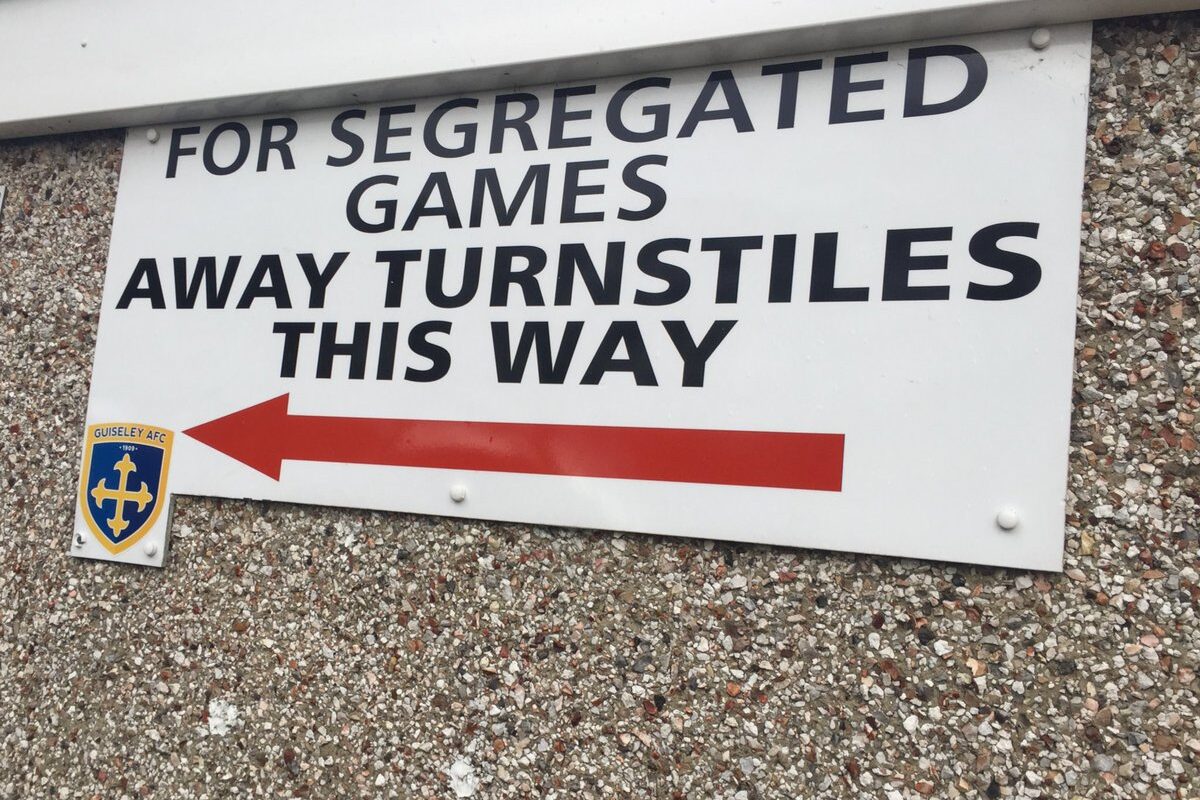 FOR SEGREGATED
GAMES
AWAY TURNSTILES
THIS WAY
GUISELEY AFC
· 1909 ·